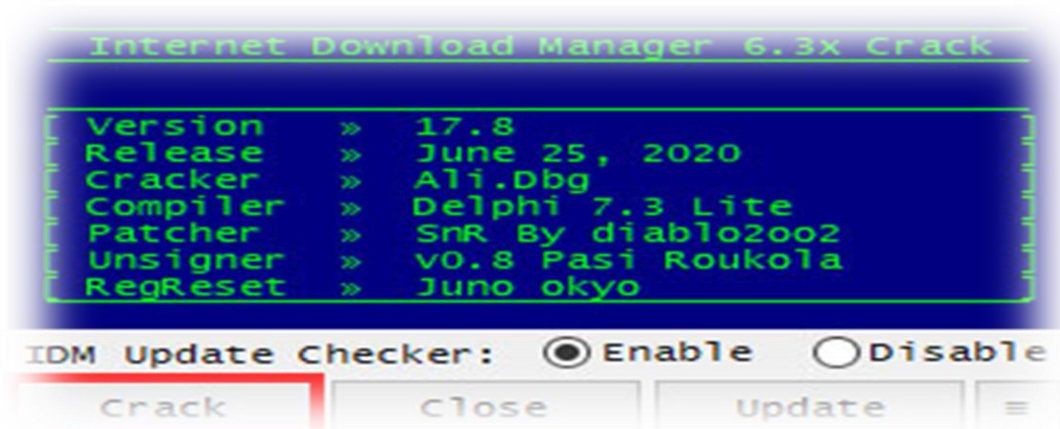 Internet Download Manager 6.3x Crack
[ Version » 17.8 ]
[ Release » June 25, 2020 ]
[ Cracker » Ali.Dbg ]
[ Compiler » Delphi 7.3 Lite ]
[ Patcher » SnR By diablo2oo2 ]
[ Unsigner » v0.8 Pasi Roukola ]
[ RegReset » Juno okyo ]
IDM Update Checker: Enable Disable
Crack Close Update ≡